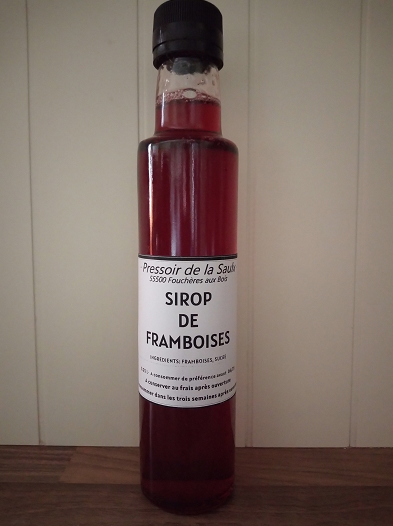 Pressoir de la Saulx
55500 Fouchères aux Bois
SIROP
DE
FRAMBOISES
INGREDIENTS: FRAMBOISES, SUCRE
A consommer de préférence avant
A conserver au frais après ouverture
dans les trois semaines après